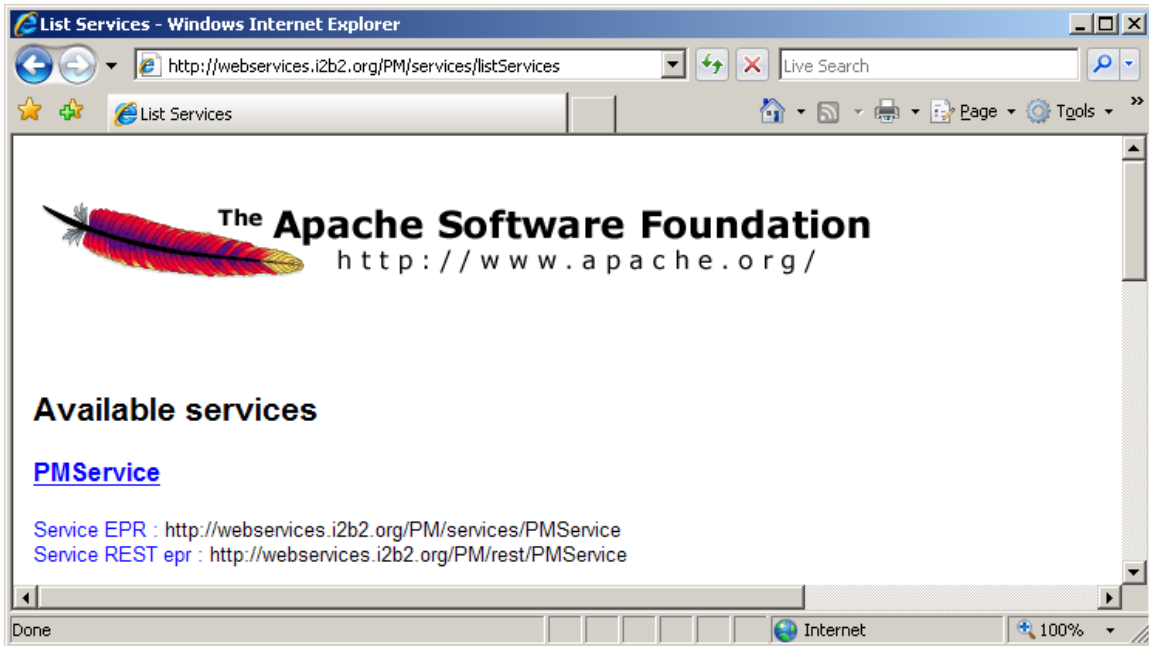 List Services - Windows Internet Explorer
http://webservices.i2b2.org/PM/services/listServices
Live Search
List Services
Page
Tools
»
The Apache Software Foundation
http://www.apache.org/
Available services
PMService
Service EPR : http://webservices.i2b2.org/PM/services/PMService
Service REST epr : http://webservices.i2b2.org/PM/rest/PMService
Done
Internet
100%